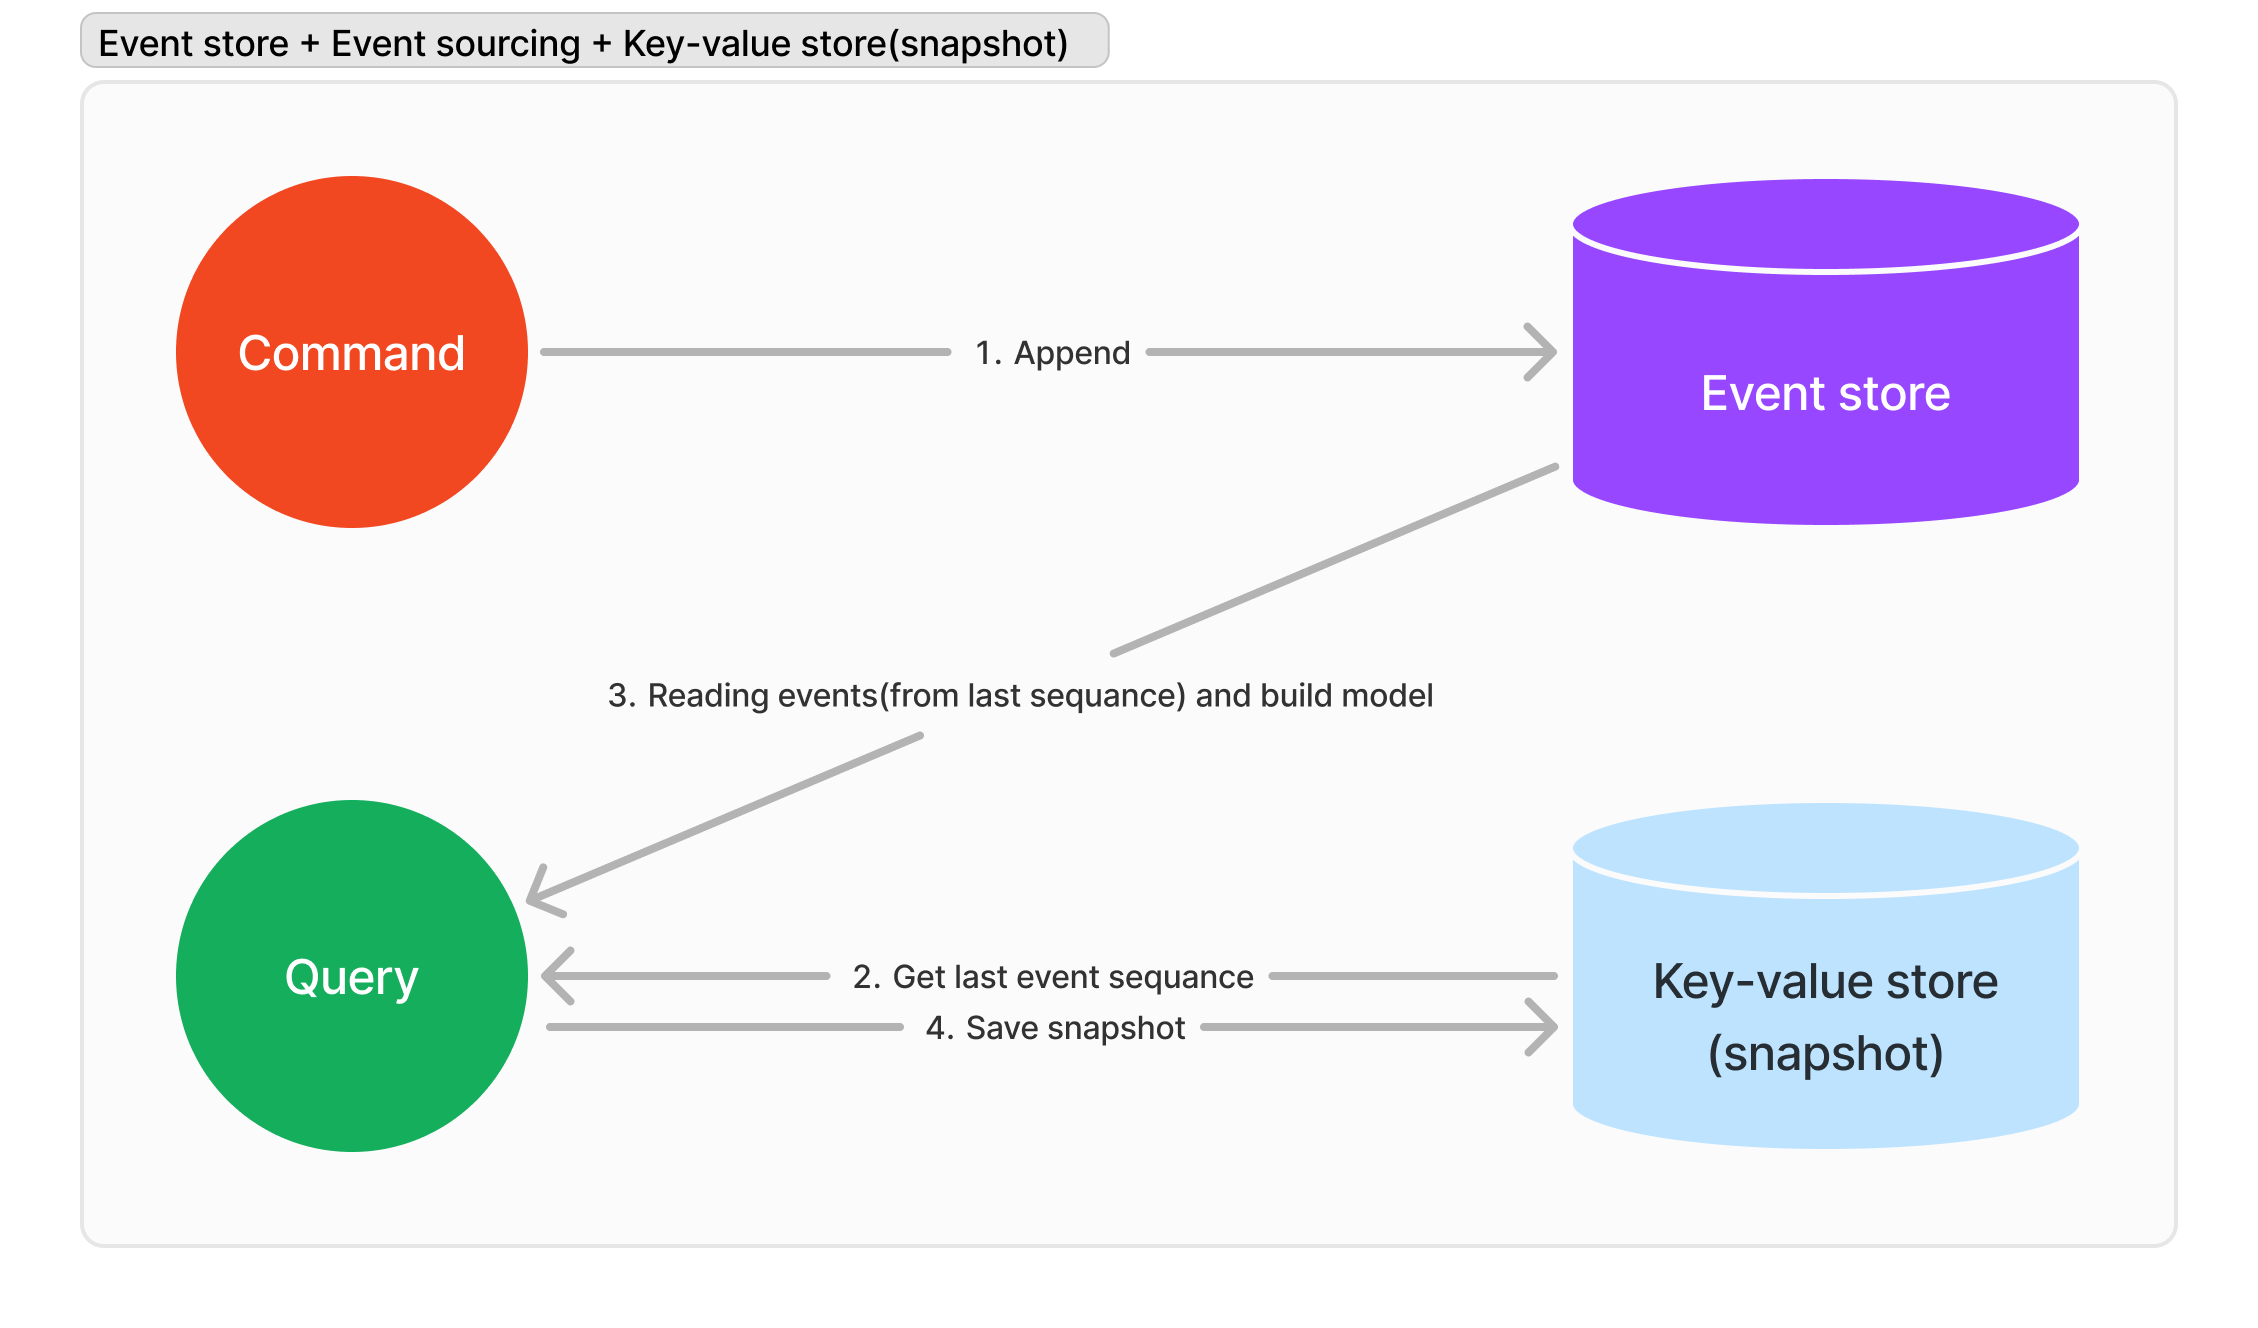 Event store + Event sourcing + Key-value store(snapshot)
Command
1. Append
Event store
3. Reading events(from last sequance) and build model
Query
2. Get last event sequance
4. Save snapshot
Key-value store
(snapshot)